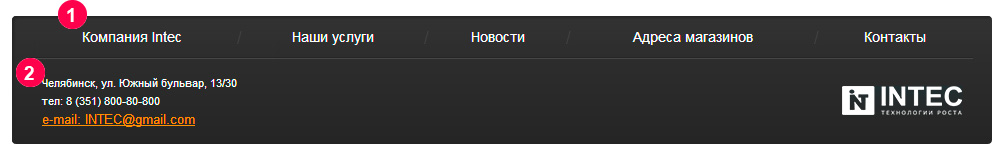 1
Компания Intec / Наши услуги / Новости / Адреса магазинов / Контакты
2
Челябинск, ул. Южный бульвар, 13/30
тел: 8 (351) 800-80-800
e-mail: INTEC@gmail.com
iNT INTEC
ТЕХНОЛОГИИ РОСТА